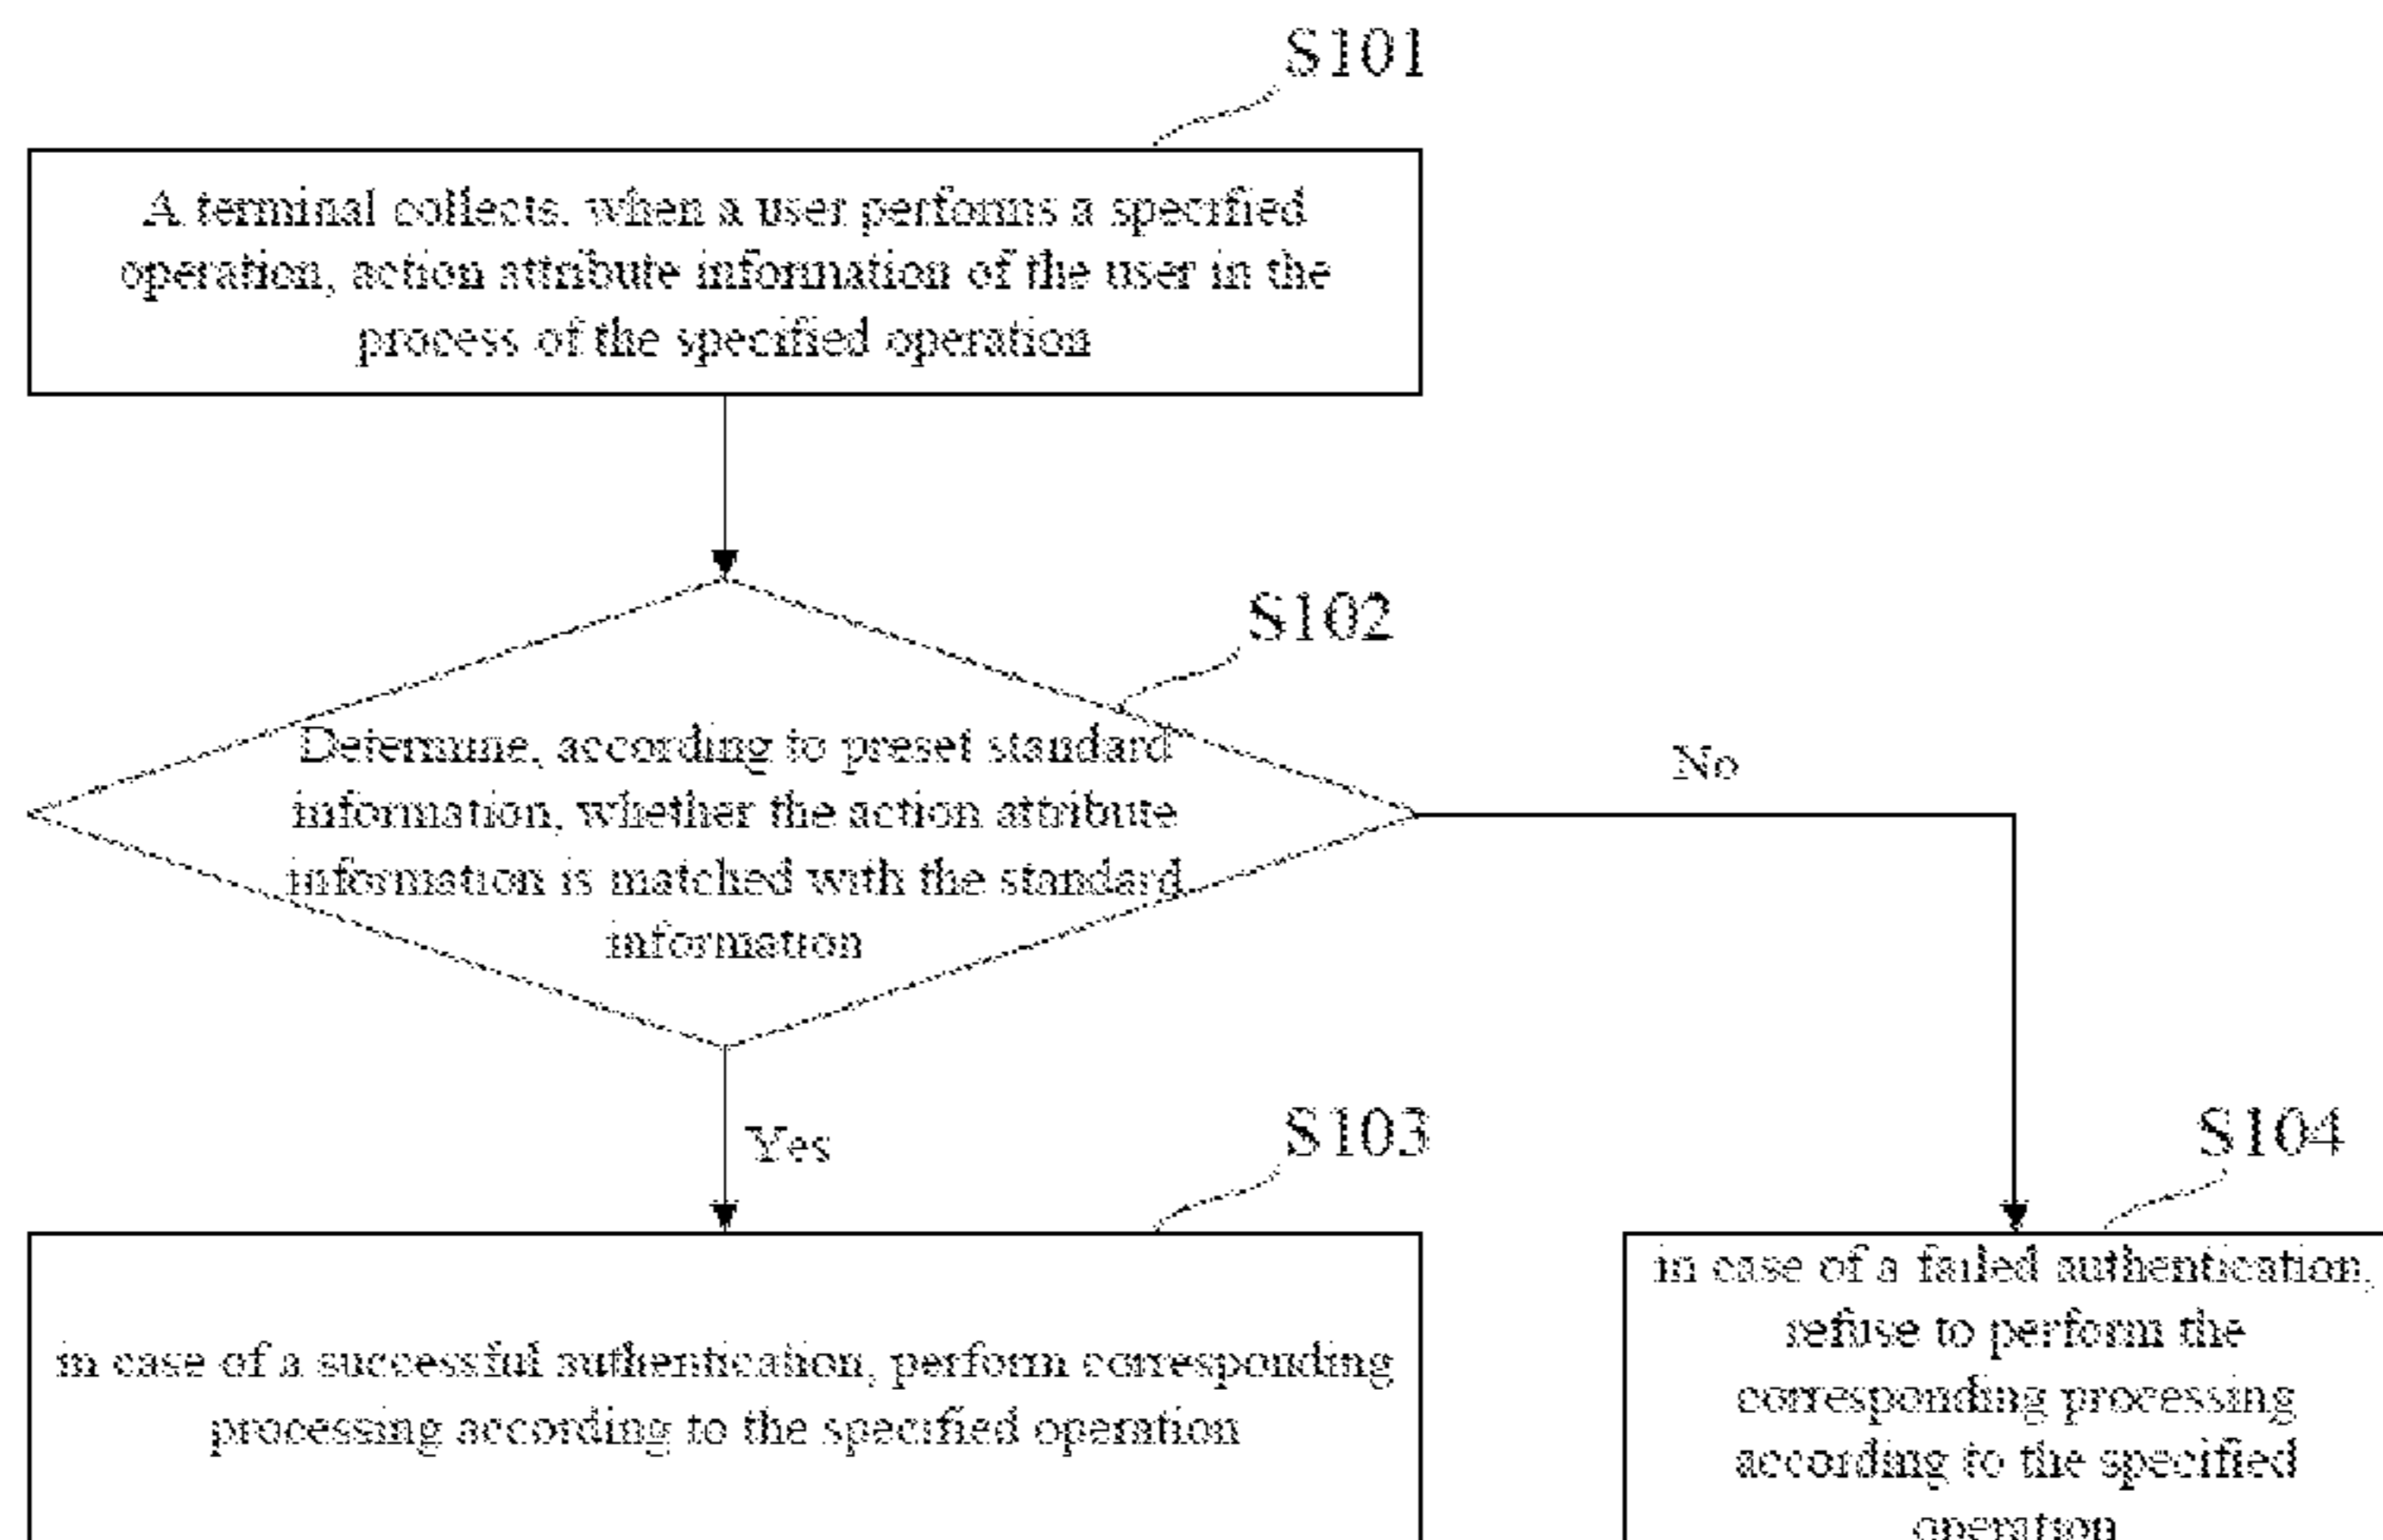 S101
A terminal collects, when a user performs a specified
operation, action attribute information of the user in the
process of the specified operation
S102
Determine, according to preset standard
information, whether the action attribute
information is matched with the standard
information
No
Yes
S103
in case of a successful authentication, perform corresponding
processing according to the specified operation
S104
in case of a failed authentication,
refuse to perform the
corresponding processing
according to the specified
operation